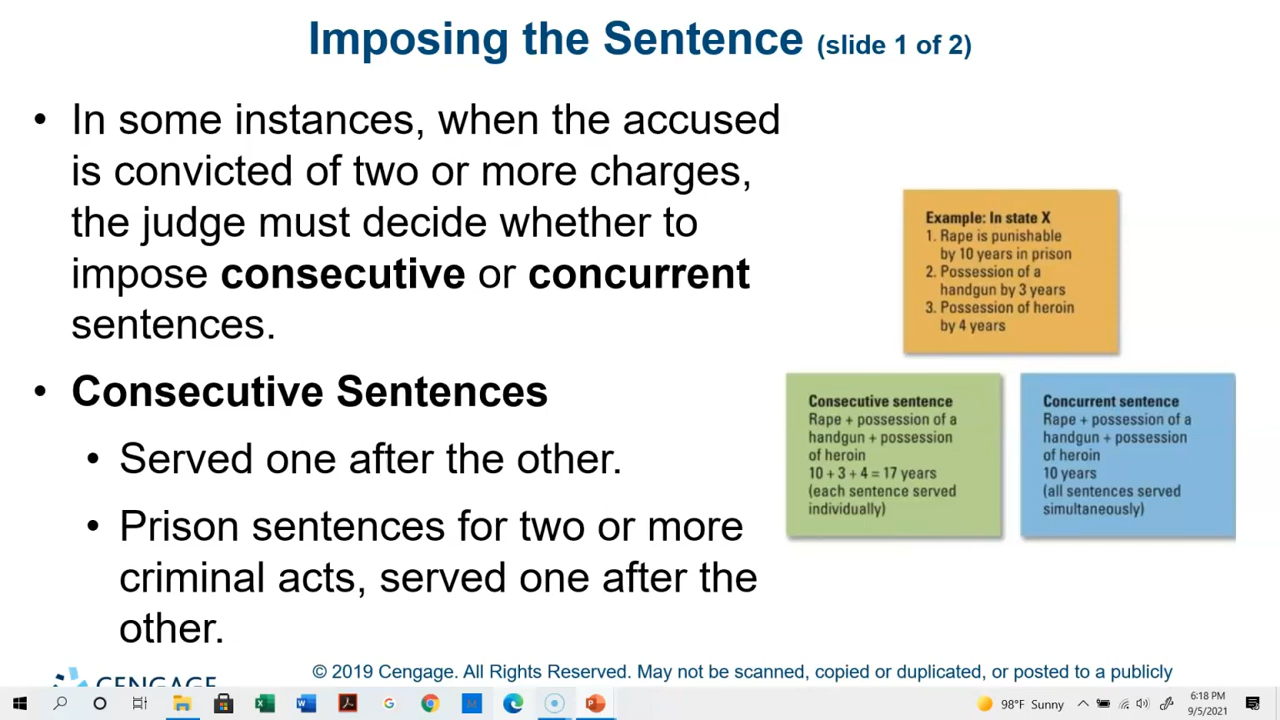 Imposing the Sentence (slide 1 of 2)
• In some instances, when the accused
is convicted of two or more charges,
the judge must decide whether to
impose consecutive or concurrent
sentences.
• Consecutive Sentences
• Served one after the other.
• Prison sentences for two or more
criminal acts, served one after the
other.
Example: In state X
1. Rape is punishable
by 10 years in prison
2. Possession of a
handgun by 3 years
3. Possession of heroin
by 4 years
Consecutive sentence
Rape + possession of a
handgun + possession
of heroin
10 + 3 + 4 = 17 years
(each sentence served
individually)
Concurrent sentence
Rape + possession of a
handgun + possession
of heroin
10 years
(all sentences served
simultaneously)
CENGAGE
© 2019 Cengage. All Rights Reserved. May not be scanned, copied or duplicated, or posted to a publicly
98°F Sunny
6:18 PM
9/5/2021